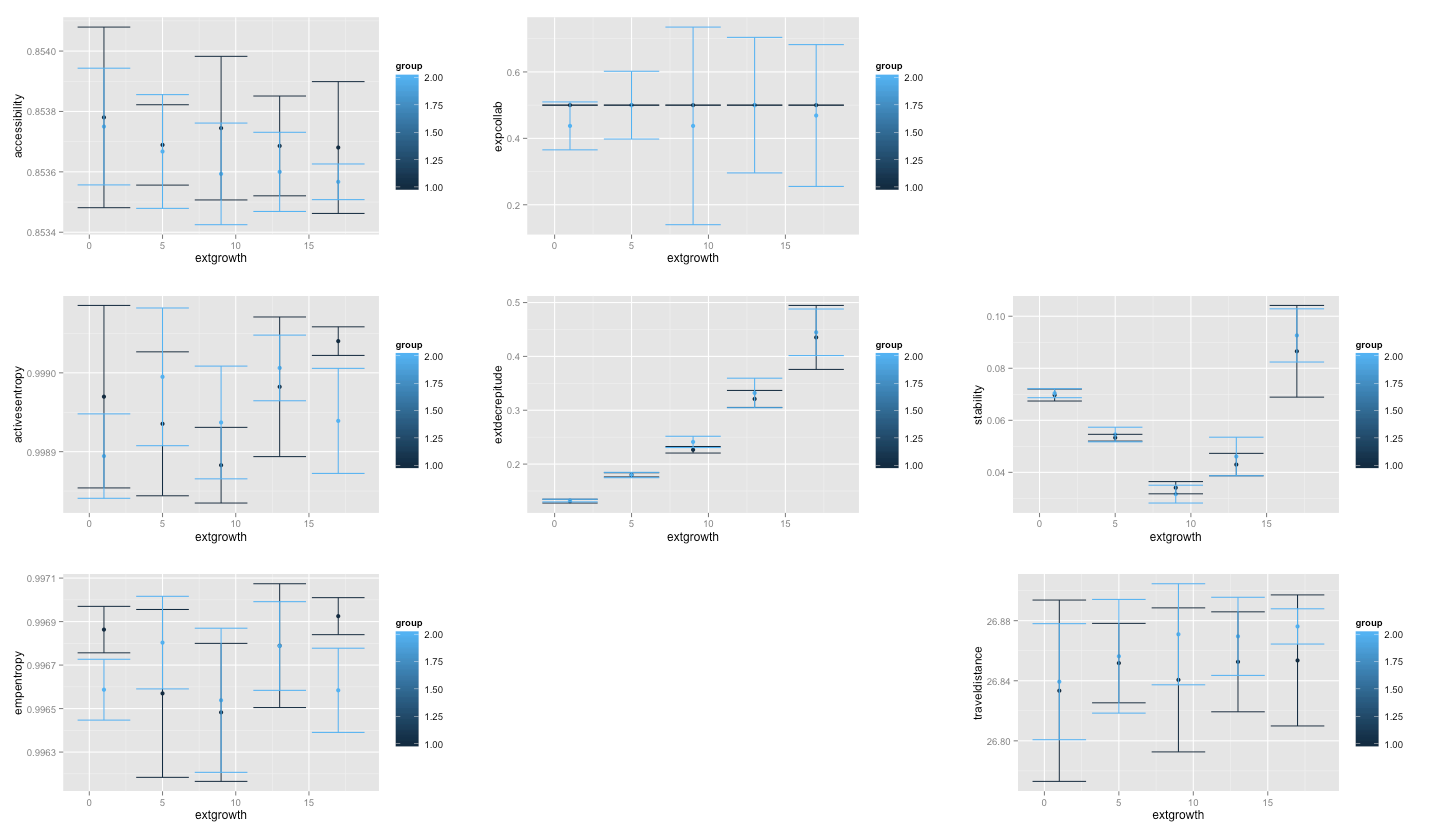 accessibility
0.8540
0.8538
0.8536
0.8534
0 5 10 15
extgrowth
group
2.00
1.75
1.50
1.25
1.00
expcollab
0.6
0.4
0.2
0 5 10 15
extgrowth
group
2.00
1.75
1.50
1.25
1.00
activresentropy
0.9990
0.9989
0 5 10 15
extgrowth
group
2.00
1.75
1.50
1.25
1.00
extdecrepitude
0.5
0.4
0.3
0.2
0 5 10 15
extgrowth
group
2.00
1.75
1.50
1.25
1.00
stability
0.10
0.08
0.06
0.04
0 5 10 15
extgrowth
group
2.00
1.75
1.50
1.25
1.00
empentropy
0.9971
0.9969
0.9967
0.9965
0.9963
0 5 10 15
extgrowth
group
2.00
1.75
1.50
1.25
1.00
traveldistance
26.88
26.84
26.80
0 5 10 15
extgrowth
group
2.00
1.75
1.50
1.25
1.00